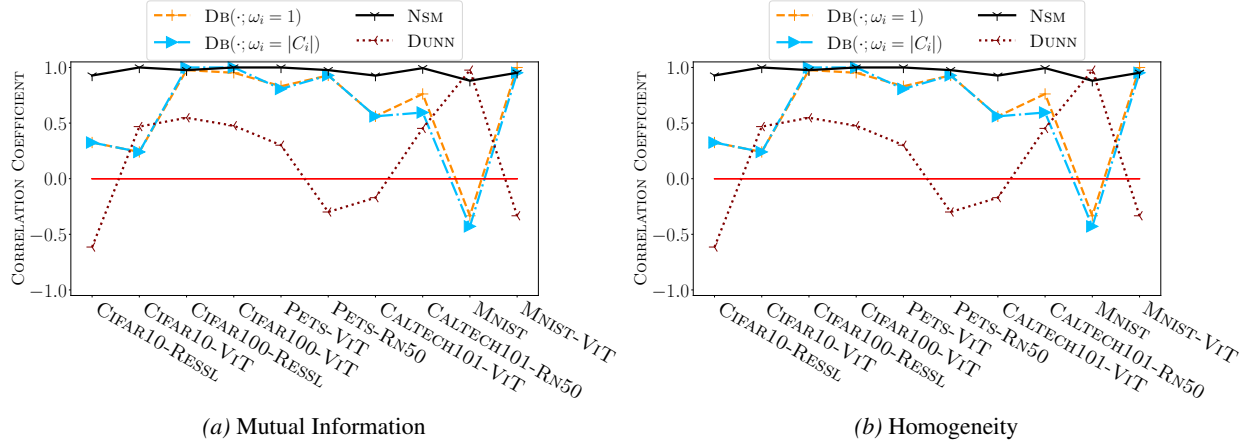 DB(·; ωᵢ = 1)
NSM
DB(·; ωᵢ = |Cᵢ|)
DUNN
CORRELATION COEFFICIENT
1.0
0.5
0.0
−0.5
−1.0
CIFAR10-RESSL
CIFAR10-VIT
CIFAR100-RESSL
CIFAR100-VIT
PETS-VIT
PETS-RN50
CALTECH101-VIT
CALTECH101-RN50
MNIST
MNIST-VIT
(a) Mutual Information
DB(·; ωᵢ = 1)
NSM
DB(·; ωᵢ = |Cᵢ|)
DUNN
CORRELATION COEFFICIENT
1.0
0.5
0.0
−0.5
−1.0
CIFAR10-RESSL
CIFAR10-VIT
CIFAR100-RESSL
CIFAR100-VIT
PETS-VIT
PETS-RN50
CALTECH101-VIT
CALTECH101-RN50
MNIST
MNIST-VIT
(b) Homogeneity